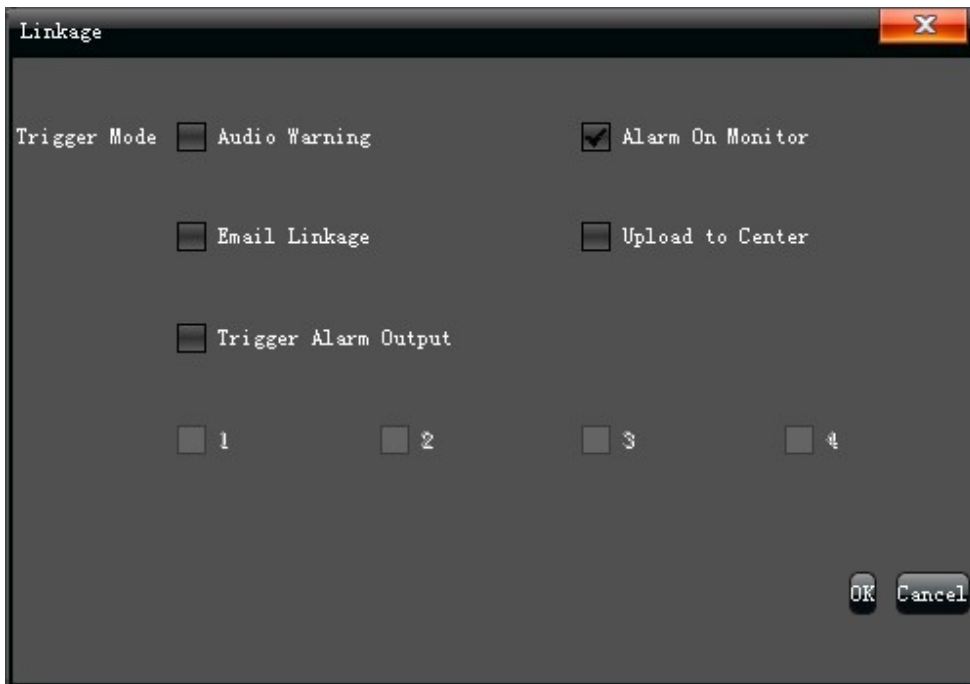 Linkage
Trigger Mode Audio Warning Alarm On Monitor
Email Linkage Upload to Center
Trigger Alarm Output
1 2 3 4
OK Cancel